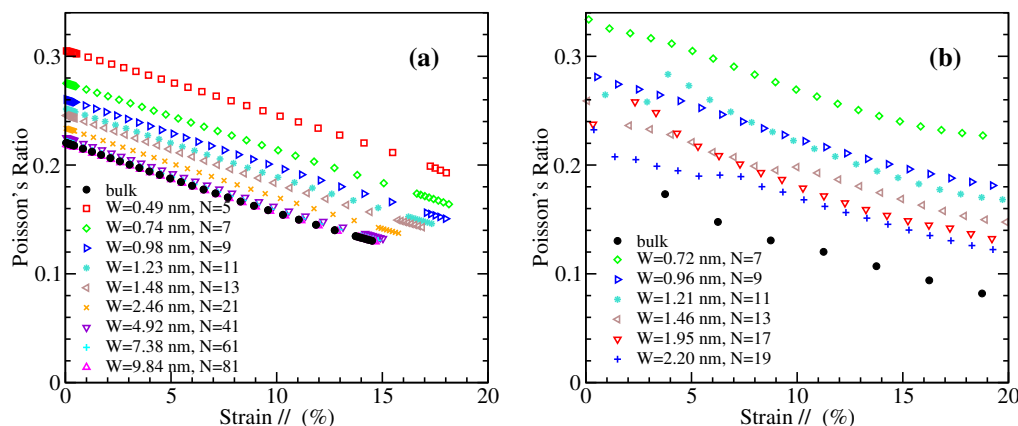 (a)
Poisson's Ratio
0.3
0.2
0.1
0
bulk
W=0.49 nm, N=5
W=0.74 nm, N=7
W=0.98 nm, N=9
W=1.23 nm, N=11
W=1.48 nm, N=13
W=2.46 nm, N=21
W=4.92 nm, N=41
W=7.38 nm, N=61
W=9.84 nm, N=81
0 5 10 15 20
Strain // (%)
(b)
Poisson's Ratio
0.3
0.2
0.1
0
bulk
W=0.72 nm, N=7
W=0.96 nm, N=9
W=1.21 nm, N=11
W=1.46 nm, N=13
W=1.95 nm, N=17
W=2.20 nm, N=19
0 5 10 15 20
Strain // (%)